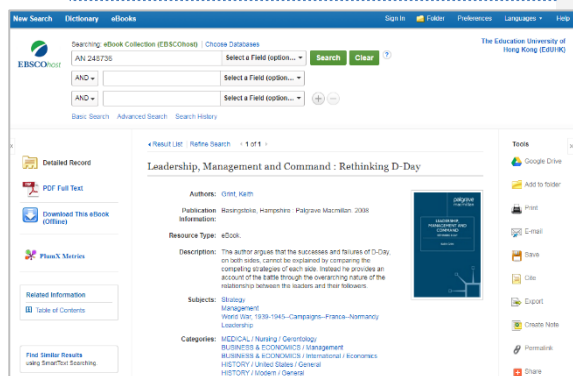 New Search Dictionary eBooks Sign In Folder Preferences Languages Help
Searching: eBook Collection (EBSCOhost) Choose Databases
The Education University of Hong Kong (EdUHK)
EBSCOhost
AN 248736 Select a Field (option... Search Clear ?
AND Select a Field (option...
AND Select a Field (option... + −
Basic Search Advanced Search Search History
Result List Refine Search 1 of 1
Tools
Detailed Record
Leadership, Management and Command : Rethinking D-Day
Google Drive
PDF Full Text
Authors: Grint, Keith
Add to folder
Download This eBook (Offline)
Publication Information: Basingstoke, Hampshire : Palgrave Macmillan. 2008
Print
Resource Type: eBook.
E-mail
Description: The author argues that the successes and failures of D-Day,
on both sides, cannot be explained by comparing the
competing strategies of each side. Instead he provides an
account of the battle through the overarching nature of the
relationship between the leaders and their followers.
palgrave
macmillan
LEADERSHIP,
MANAGEMENT AND
COMMAND
PlumX Metrics
Save
Cite
Related Information
Table of Contents
Subjects: Strategy
Management
World War, 1939-1945--Campaigns--France--Normandy
Leadership
Export
Create Note
Categories: MEDICAL / Nursing / Gerontology
BUSINESS & ECONOMICS / Management
BUSINESS & ECONOMICS / International / Economics
HISTORY / United States / General
HISTORY / Modern / General
Permalink
Share
Find Similar Results
using SmartText Searching.